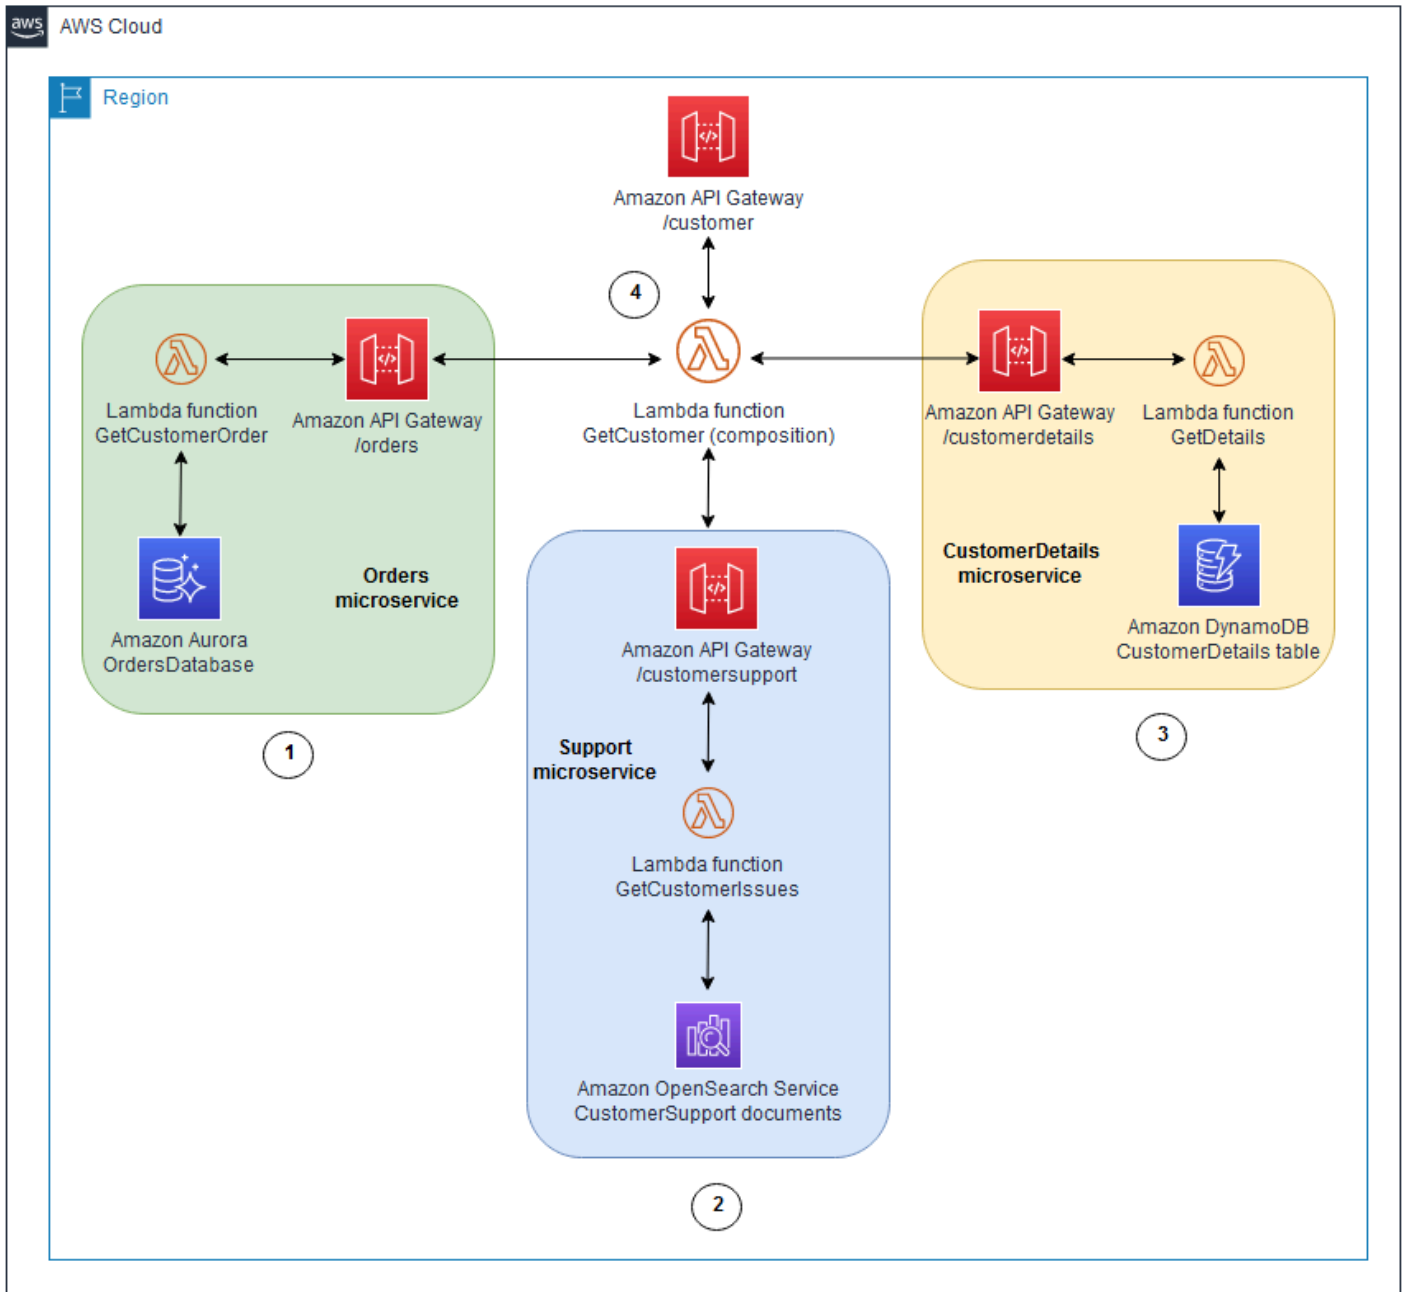 aws
AWS Cloud
Region
Amazon API Gateway
/customer
4
Lambda function
GetCustomerOrder
Amazon API Gateway
/orders
Lambda function
GetCustomer (composition)
Amazon API Gateway
/customerdetails
Lambda function
GetDetails
Amazon Aurora
OrdersDatabase
Orders
microservice
CustomerDetails
microservice
Amazon DynamoDB
CustomerDetails table
1
3
Amazon API Gateway
/customersupport
Support
microservice
Lambda function
GetCustomerIssues
Amazon OpenSearch Service
CustomerSupport documents
2